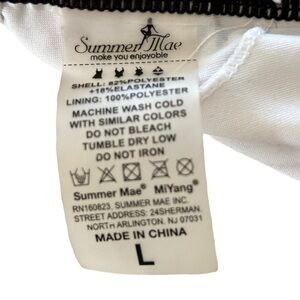 Summer Mae
make you enjoyable
SHELL: 82%POLYESTER
+18%ELASTANE
LINING: 100%POLYESTER
MACHINE WASH COLD
WITH SIMILAR COLORS
DO NOT BLEACH
TUMBLE DRY LOW
DO NOT IRON
Summer Mae® MiYang®
RN160823, SUMMER MAE INC.
STREET ADDRESS: 24SHERMAN,
NORTH ARLINGTON, NJ 07031
MADE IN CHINA
L